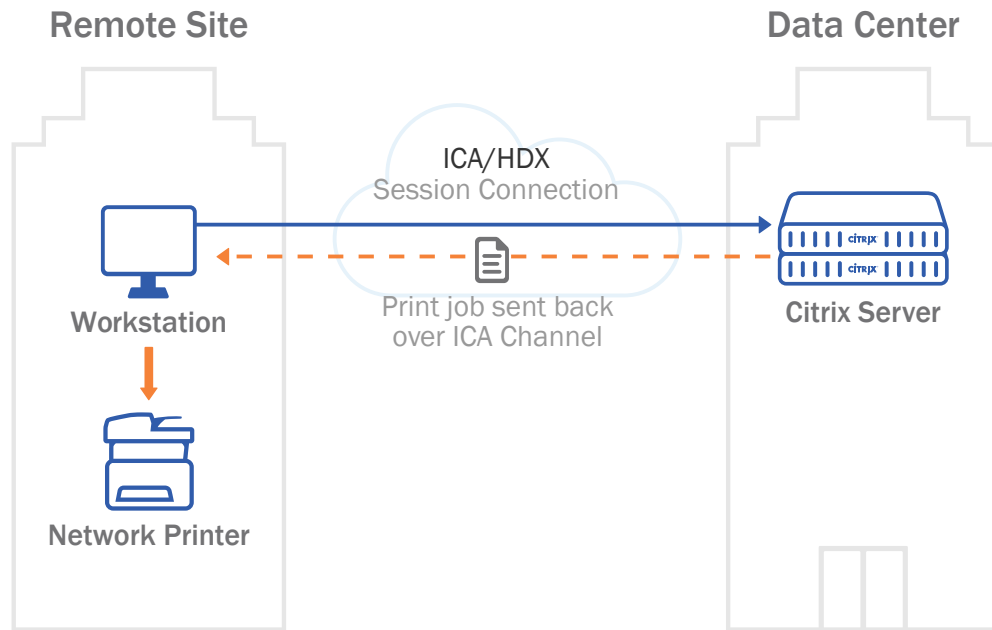 Remote Site
Data Center
ICA/HDX
Session Connection
CITRIX
CITRIX
Print job sent back
over ICA Channel
Workstation
Citrix Server
Network Printer